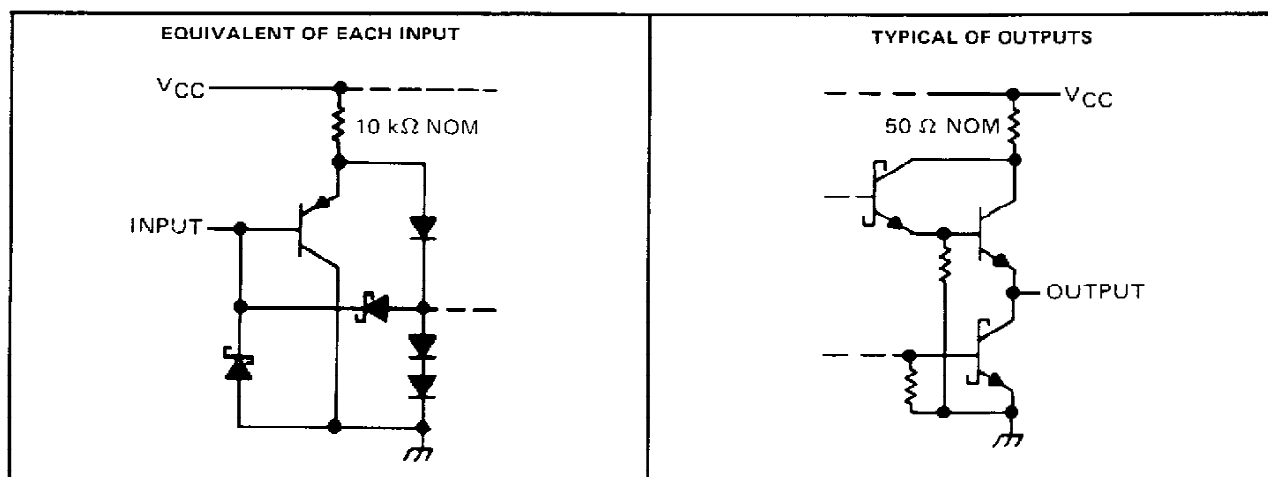 EQUIVALENT OF EACH INPUT
VCC
10 kΩ NOM
INPUT
TYPICAL OF OUTPUTS
VCC
50 Ω NOM
OUTPUT